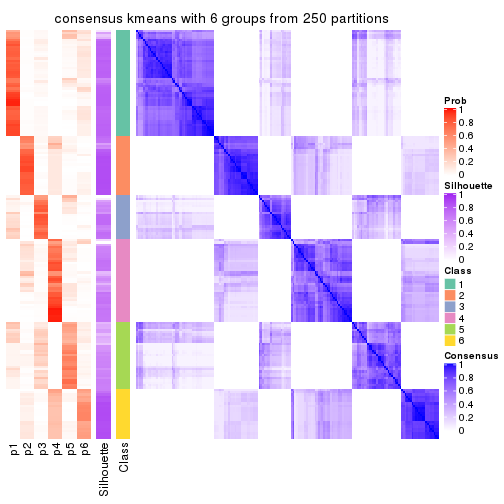 consensus kmeans with 6 groups from 250 partitions
Prob
1
0.8
0.6
0.4
0.2
0
Silhouette
1
0.8
0.6
0.4
0.2
0
Class
1
2
3
4
5
6
Consensus
1
0.8
0.6
0.4
0.2
0
p1
p2
p3
p4
p5
p6
Silhouette
Class